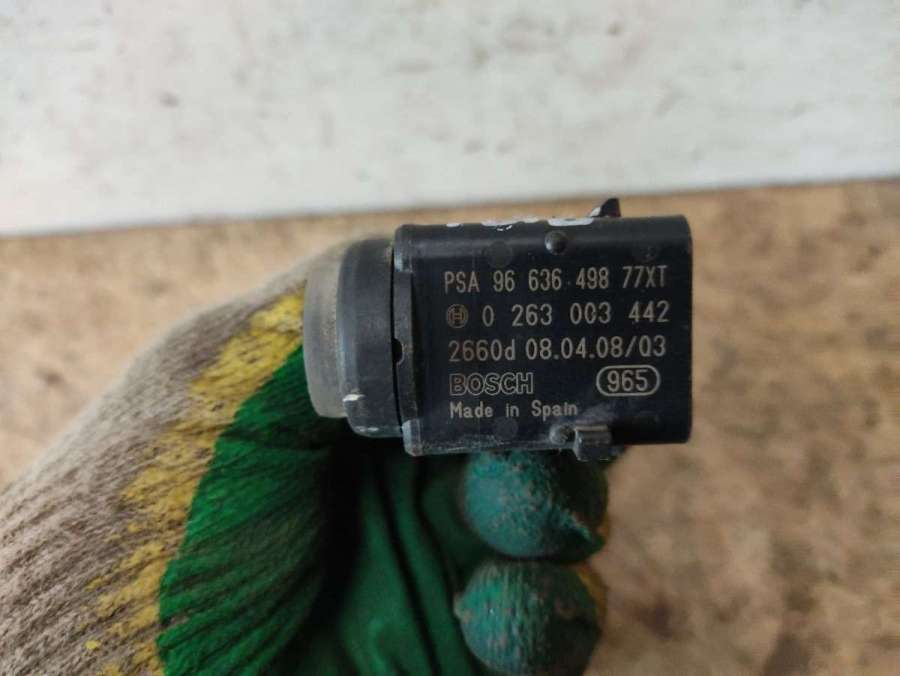 PSA 96 636 498 77XT
0 263 003 442
2660d 08.04.08/03
BOSCH 965
Made in Spain